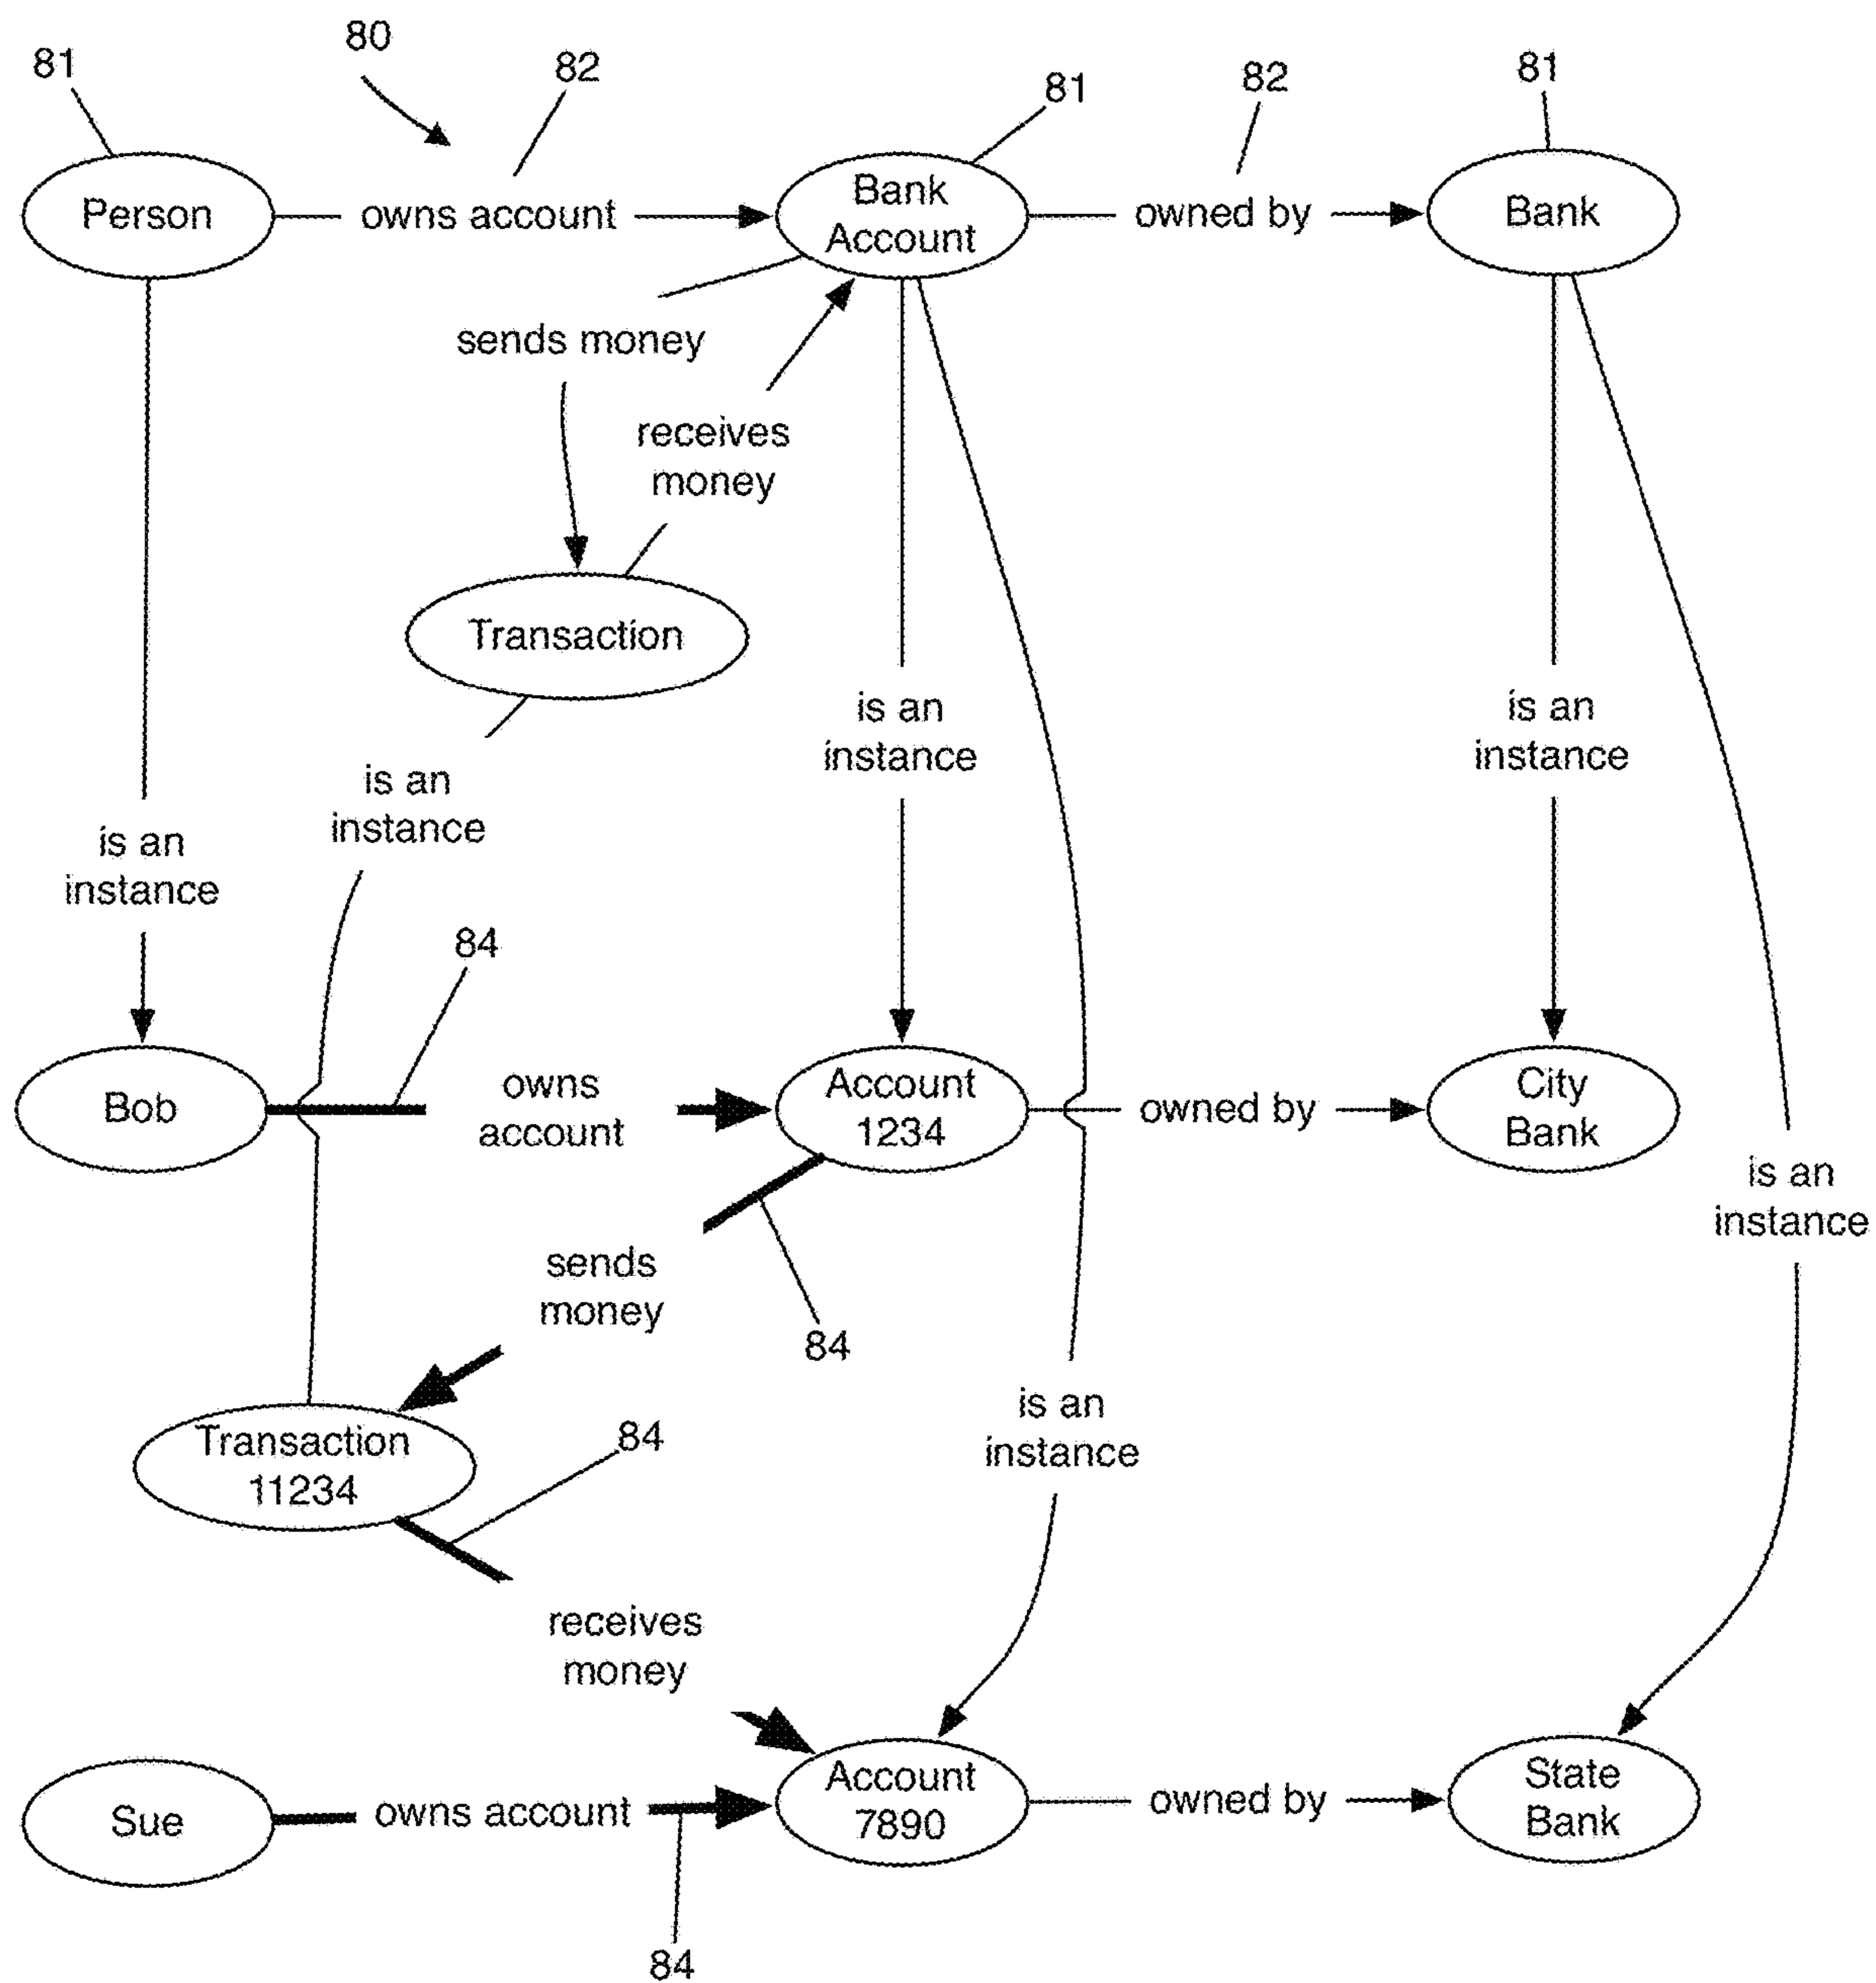 80
81
82
81
82
81
Person
owns account
Bank
Account
owned by
Bank
sends money
receives
money
Transaction
is an
instance
is an
instance
is an
instance
is an
instance
84
Bob
owns
account
Account
1234
owned by
City
Bank
is an
instance
sends
money
84
Transaction
11234
84
is an
instance
receives
money
Sue
owns account
Account
7890
owned by
State
Bank
84